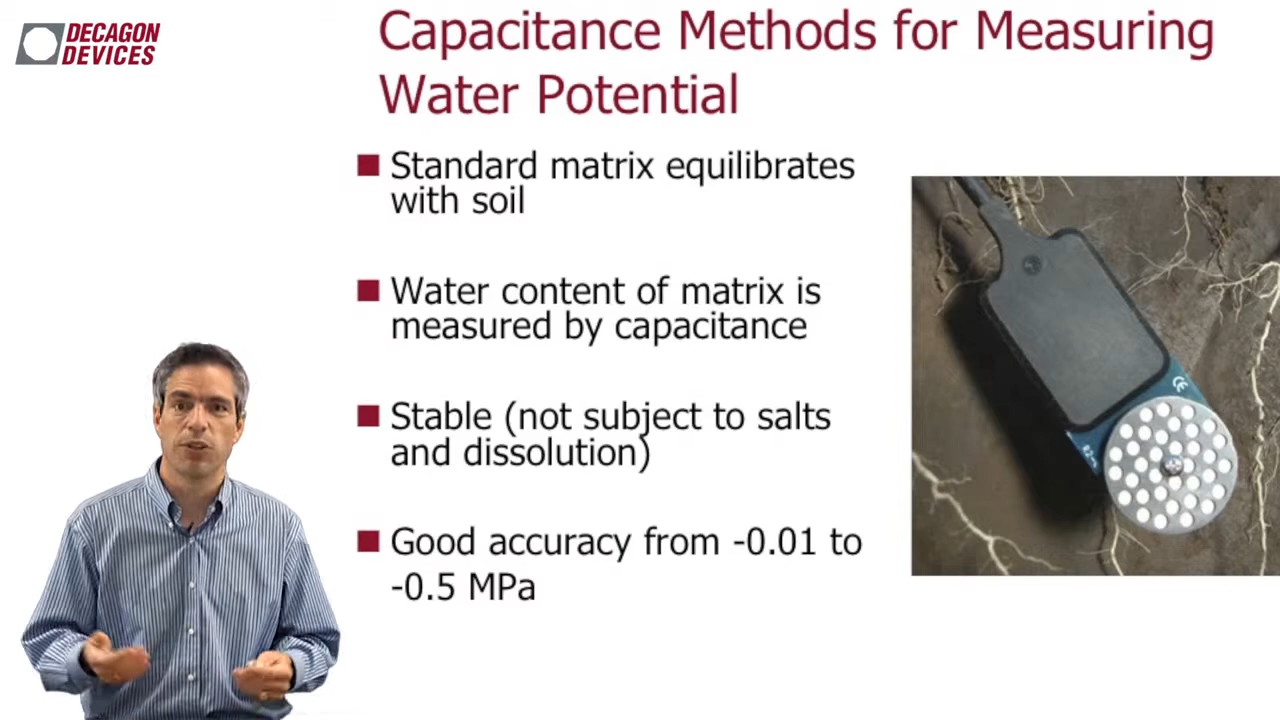 DECAGON
DEVICES
Capacitance Methods for Measuring
Water Potential
Standard matrix equilibrates
with soil
Water content of matrix is
measured by capacitance
Stable (not subject to salts
and dissolution)
Good accuracy from -0.01 to
-0.5 MPa
CE